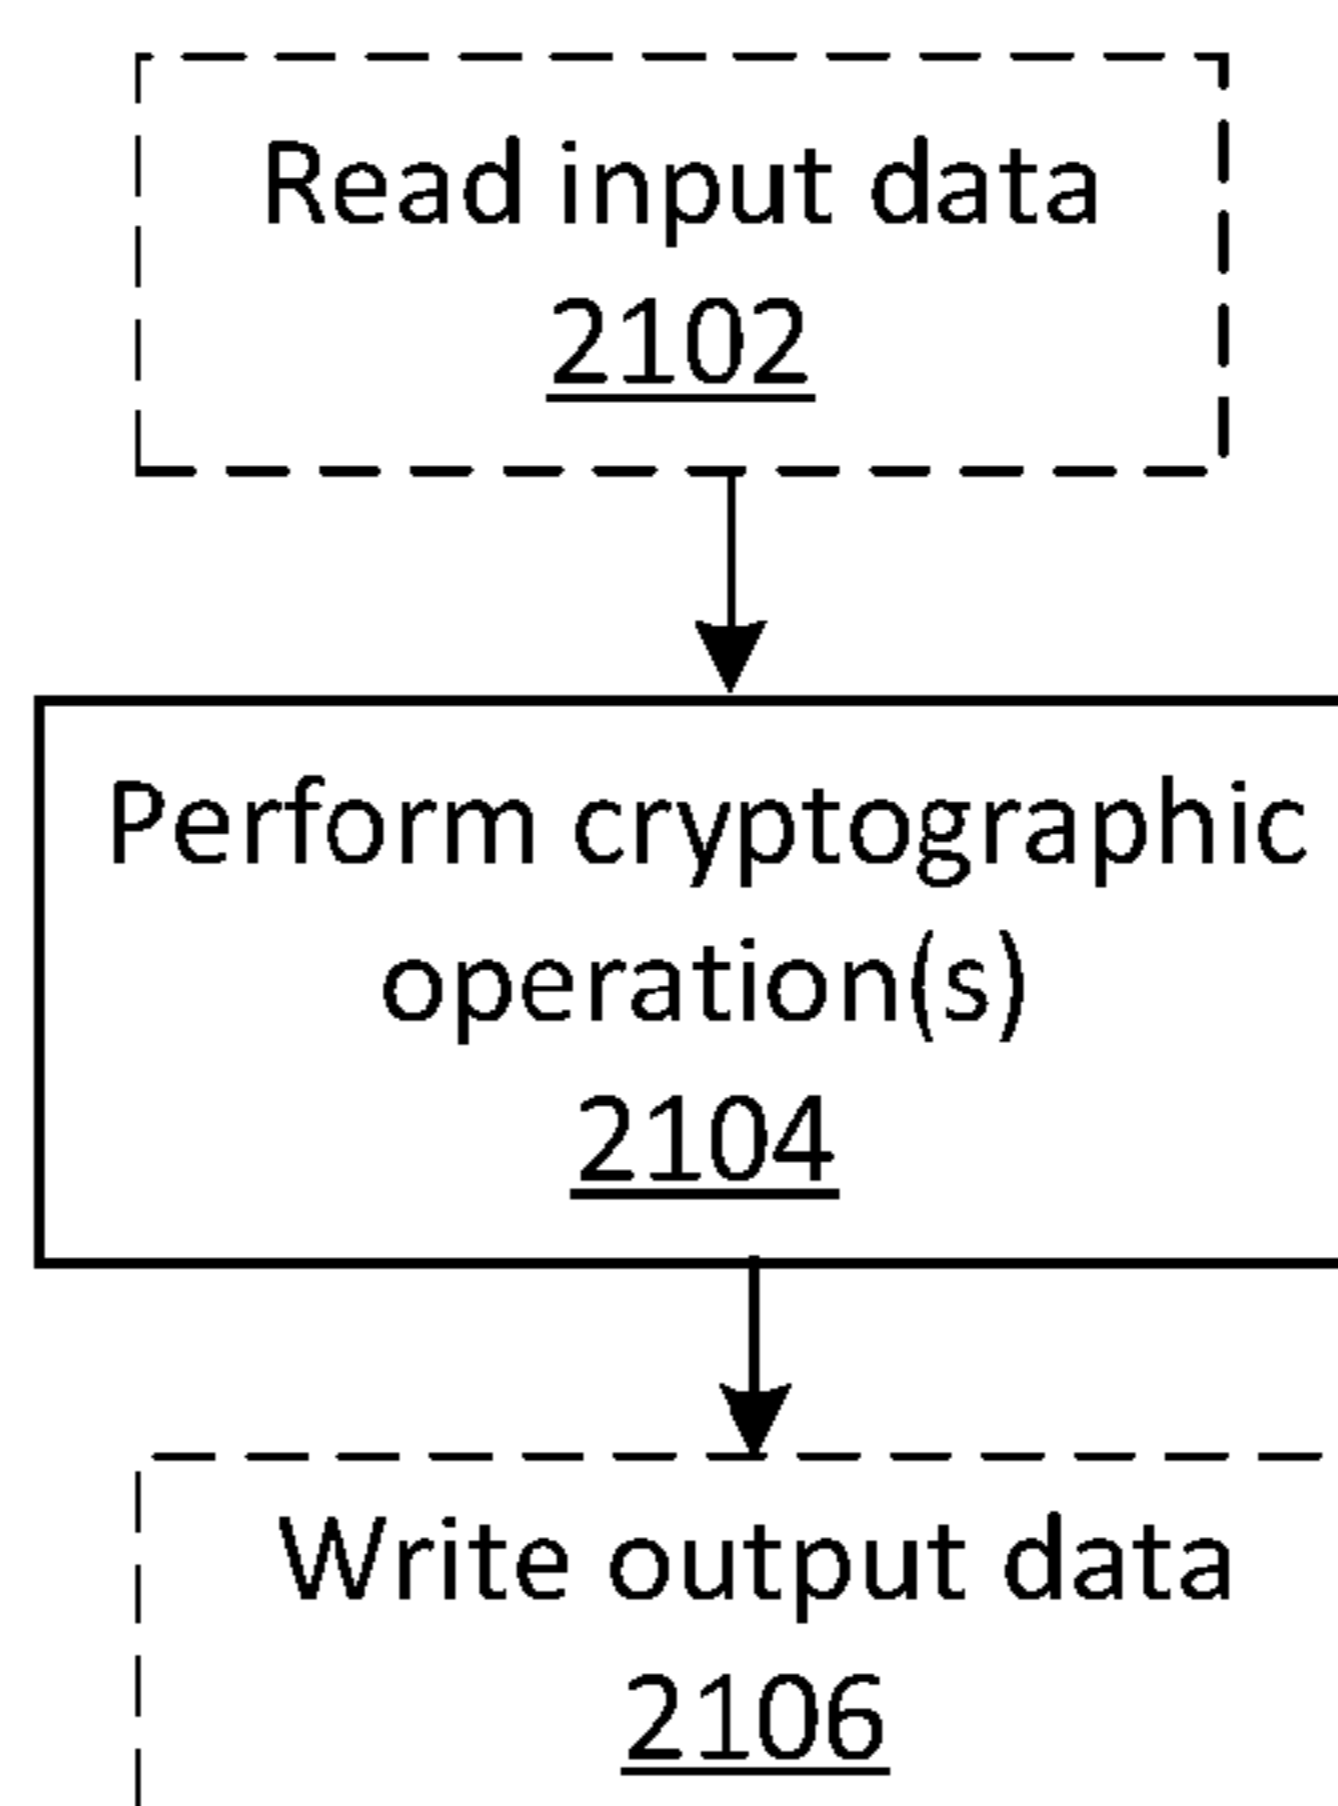 Read input data
2102
Perform cryptographic
operation(s)
2104
Write output data
2106